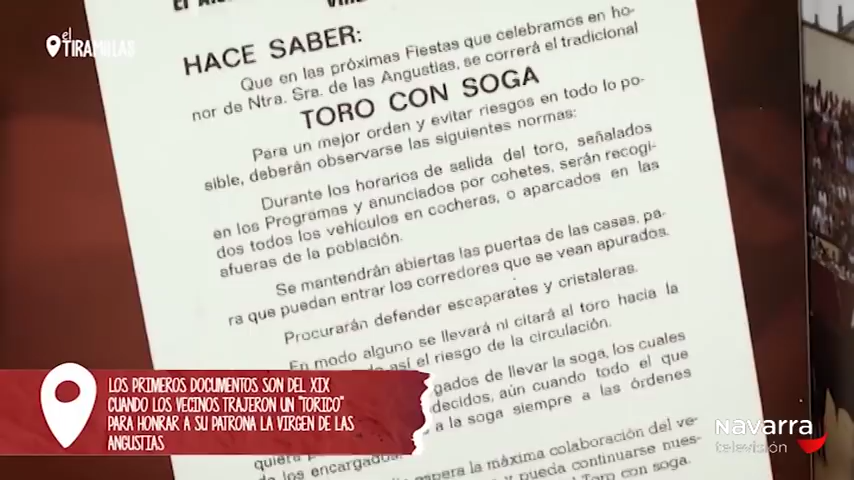 el
TIRAMILLAS
HACE SABER:
Que en las próximas Fiestas que celebramos en ho-
nor de Ntra. Sra. de las Angustias, se correrá el tradicional
TORO CON SOGA
Para un mejor orden y evitar riesgos en todo lo po-
sible, deberán observarse las siguientes normas:
Durante los horarios de salida del toro, señalados
en los Programas y anunciados por cohetes, serán recogi-
dos todos los vehículos en cocheras, o aparcados en las
afueras de la población.
Se mantendrán abiertas las puertas de las casas, pa-
ra que puedan entrar los corredores que se vean apurados.
Procurarán defender escaparates y cristaleras.
En modo alguno se llevará ni citará al toro hacia la
así el riesgo de la circulación.
gados de llevar la soga, los cuales
decidos, aún cuando todo el que
a la soga siempre a las órdenes
de los encargados.
espera la máxima colaboración del ve-
y pueda continuarse nues-
Toro con soga.
LOS PRIMEROS DOCUMENTOS SON DEL XIX
CUANDO LOS VECINOS TRAJERON UN "TORICO"
PARA HONRAR A SU PATRONA LA VIRGEN DE LAS
ANGUSTIAS
Navarra
televisión